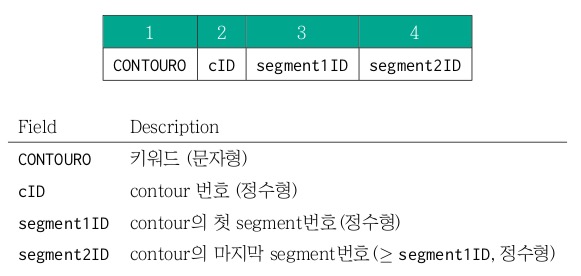 1 2 3 4
CONTOURO cID segment1ID segment2ID
Field Description
CONTOURO 키워드 (문자형)
cID contour 번호 (정수형)
segment1ID contour의 첫 segment번호(정수형)
segment2ID contour의 마지막 segment번호(≥ segment1ID, 정수형)